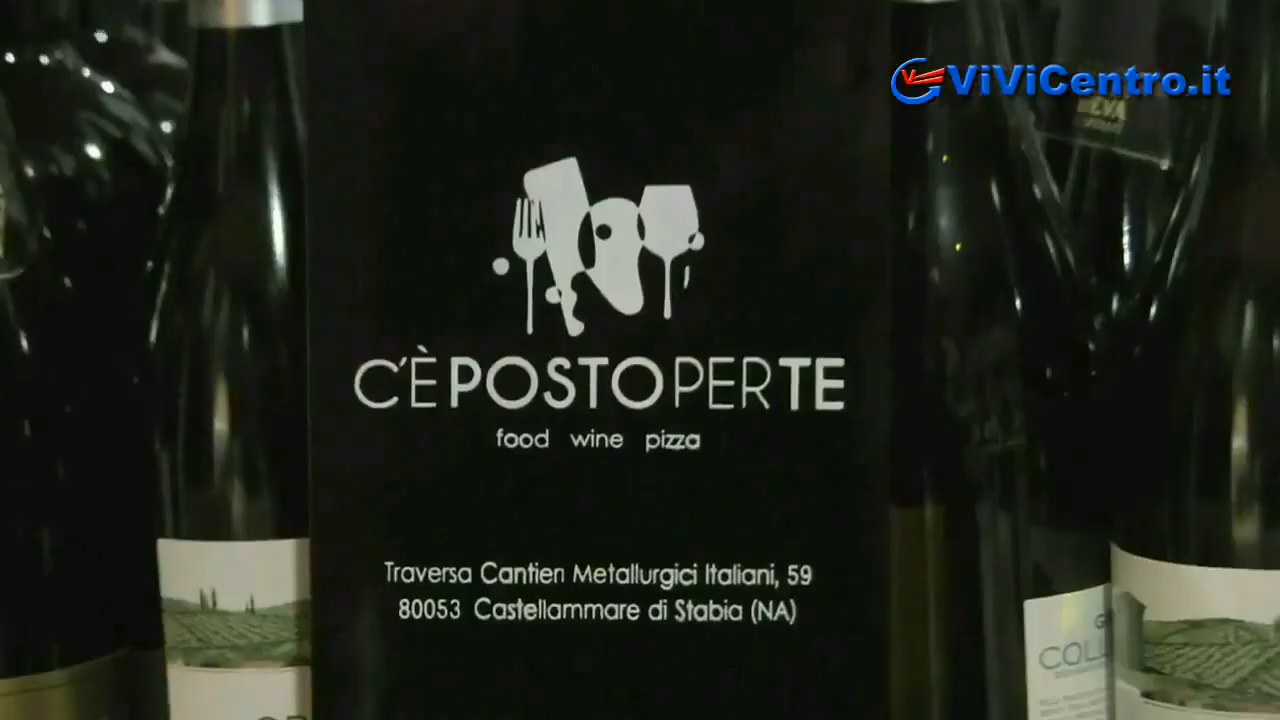 ViViCentro.it
C'ÈPOSTOPERTE
food wine pizza
Traversa Cantieri Metallurgici Italiani, 59
80053 Castellammare di Stabia (NA)